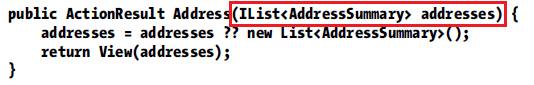 public ActionResult Address(IList<AddressSummary> addresses) {
addresses = addresses ?? new List<AddressSummary>();
return View(addresses);
}